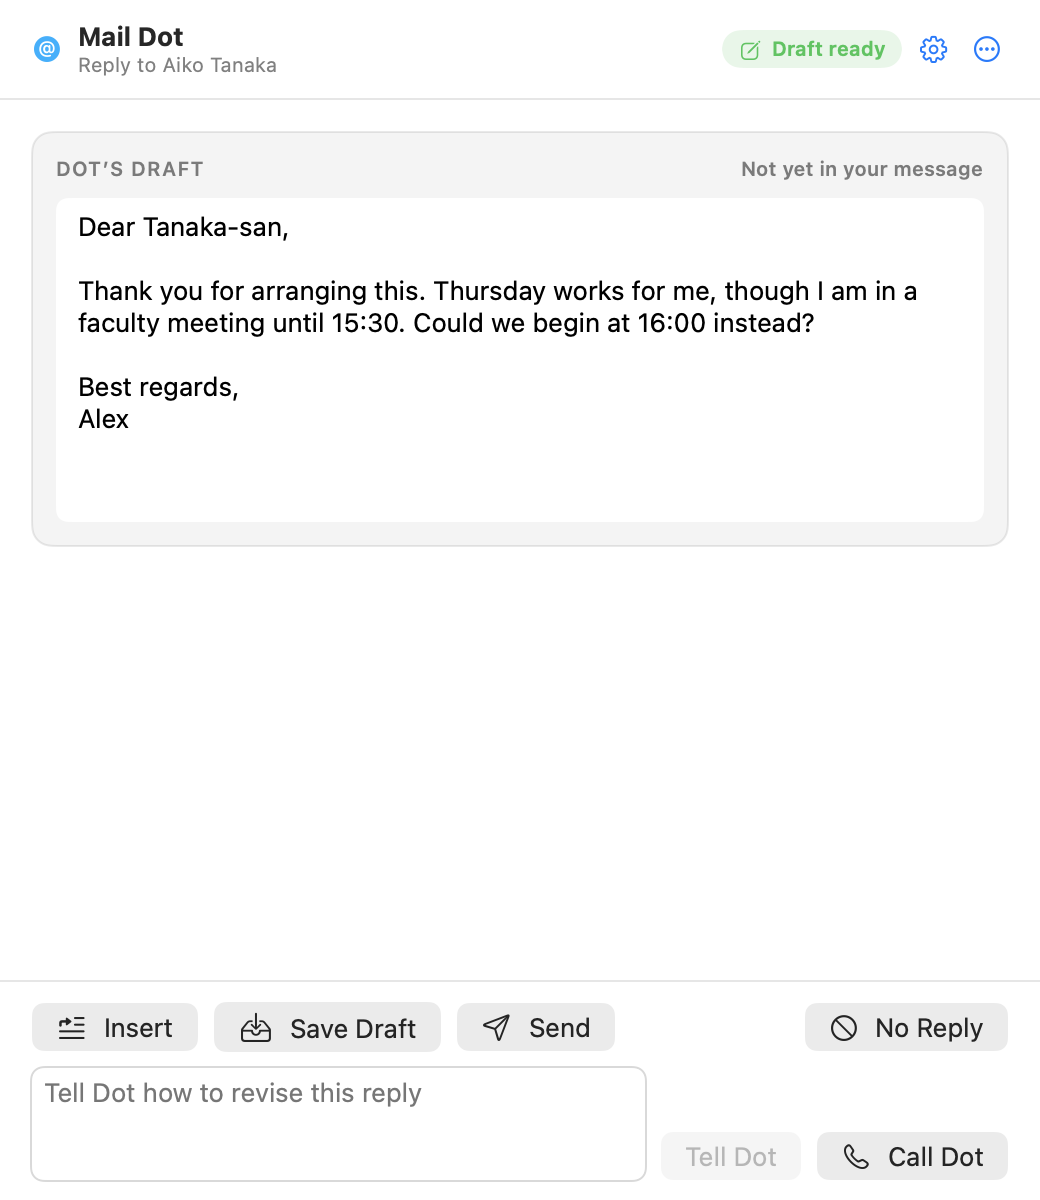 Mail Dot
Reply to Aiko Tanaka
Draft ready
DOT’S DRAFT
Not yet in your message
Dear Tanaka-san,
Thank you for arranging this. Thursday works for me, though I am in a
faculty meeting until 15:30. Could we begin at 16:00 instead?
Best regards,
Alex
Insert
Save Draft
Send
No Reply
Tell Dot how to revise this reply
Tell Dot
Call Dot